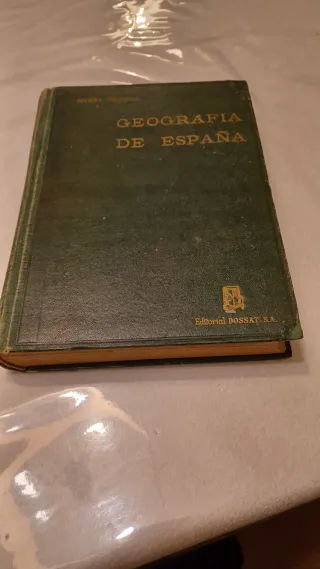 GEOGRAFIA
DE ESPAÑA
Editorial DOSSAT, S.A.